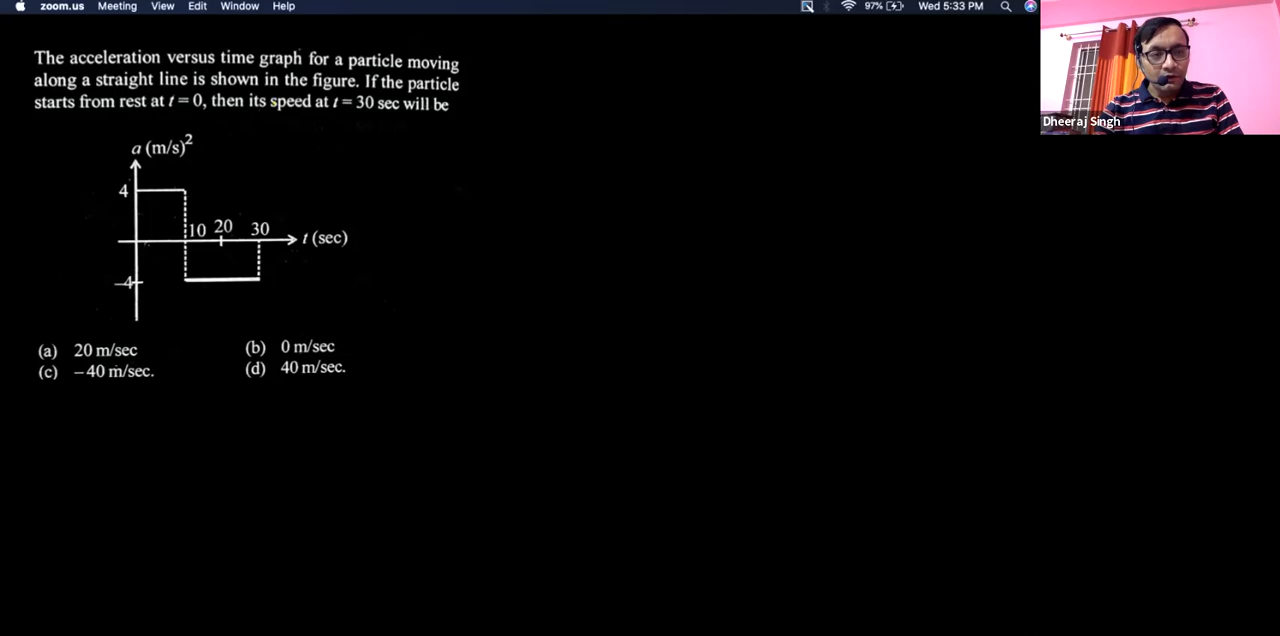 zoom.us Meeting View Edit Window Help 97% Wed 5:33 PM
Dheeraj Singh
The acceleration versus time graph for a particle moving
along a straight line is shown in the figure. If the particle
starts from rest at t = 0, then its speed at t = 30 sec will be
a (m/s)²
4
10 20 30
t (sec)
–4
(a) 20 m/sec (b) 0 m/sec
(c) – 40 m/sec. (d) 40 m/sec.